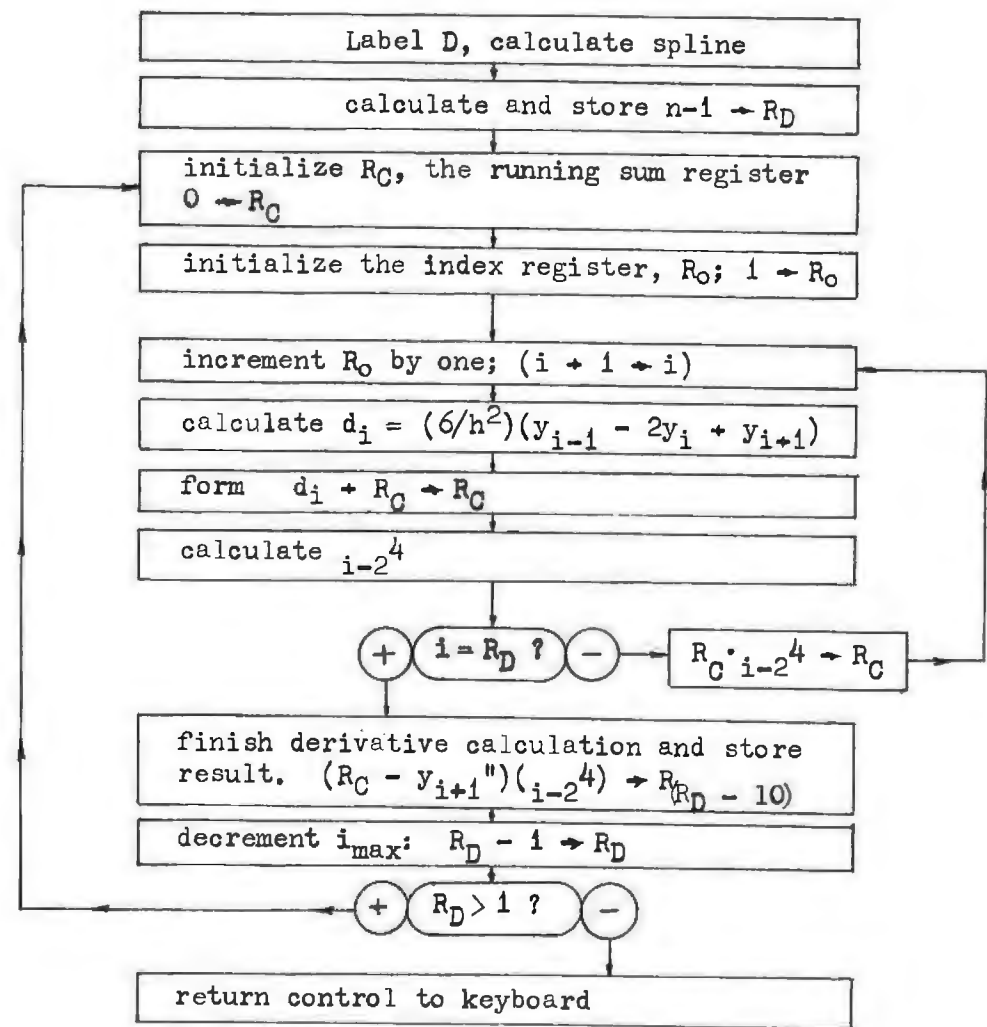 Label D, calculate spline
calculate and store n-1 → R_D
initialize R_C, the running sum register
0 → R_C
initialize the index register, R_o; 1 → R_o
increment R_o by one; (i + 1 → i)
calculate d_i = (6/h²)(y_{i-1} - 2y_i + y_{i+1})
form d_i + R_C → R_C
calculate _{i-2}4
+ i = R_D ? - R_C·_{i-2}4 → R_C
finish derivative calculation and store
result. (R_C - y_{i+1}")(_{i-2}4) → R_{(R_D - 10)}
decrement i_max: R_D - 1 → R_D
+ R_D > 1 ? -
return control to keyboard